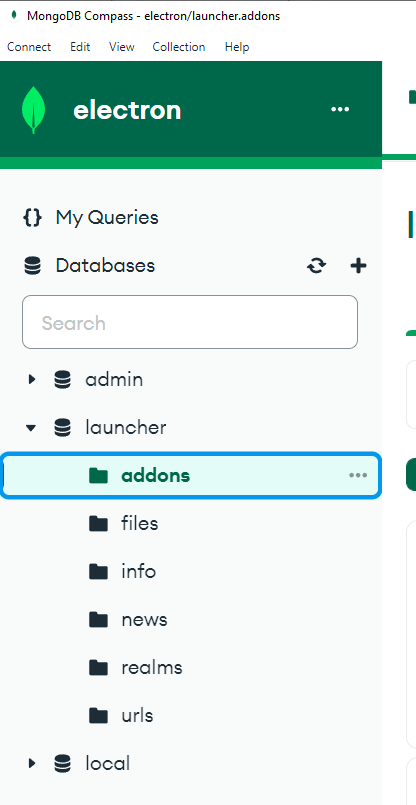 MongoDB Compass - electron/launcher.addons
Connect Edit View Collection Help
electron
My Queries
Databases
Search
admin
launcher
addons
files
info
news
realms
urls
local